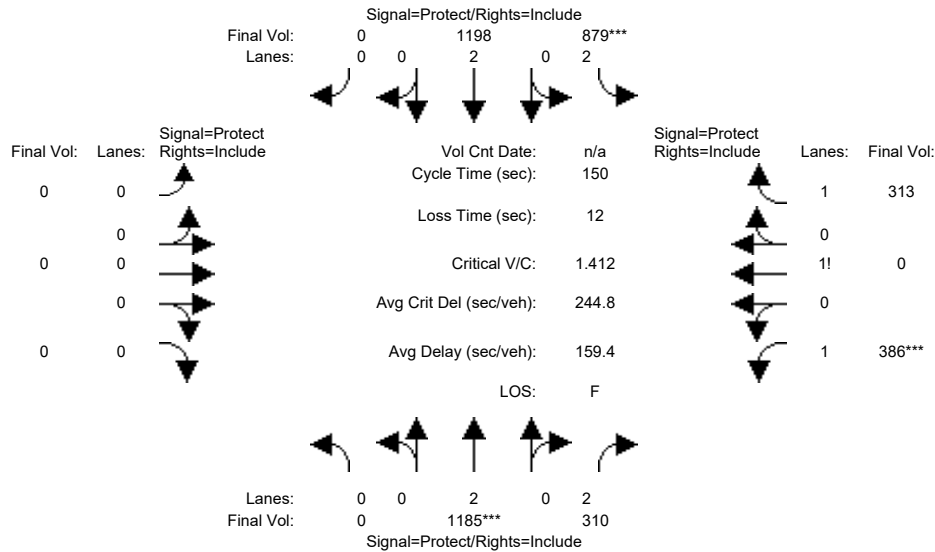 Signal=Protect/Rights=Include
Final Vol: 0 1198 879***
Lanes: 0 0 2 0 2
Signal=Protect Signal=Protect
Final Vol: Lanes: Rights=Include Vol Cnt Date: n/a Rights=Include Lanes: Final Vol:
Cycle Time (sec): 150
0 0 1 313
Loss Time (sec): 12
0 0
0 0 Critical V/C: 1.412 1! 0
0 Avg Crit Del (sec/veh): 244.8 0
0 0 Avg Delay (sec/veh): 159.4 1 386***
LOS: F
Lanes: 0 0 2 0 2
Final Vol: 0 1185*** 310
Signal=Protect/Rights=Include